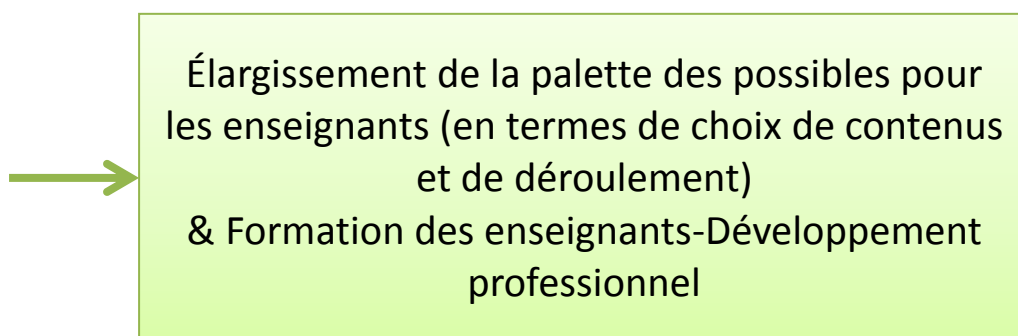 Élargissement de la palette des possibles pour
les enseignants (en termes de choix de contenus
et de déroulement)
& Formation des enseignants-Développement
professionnel